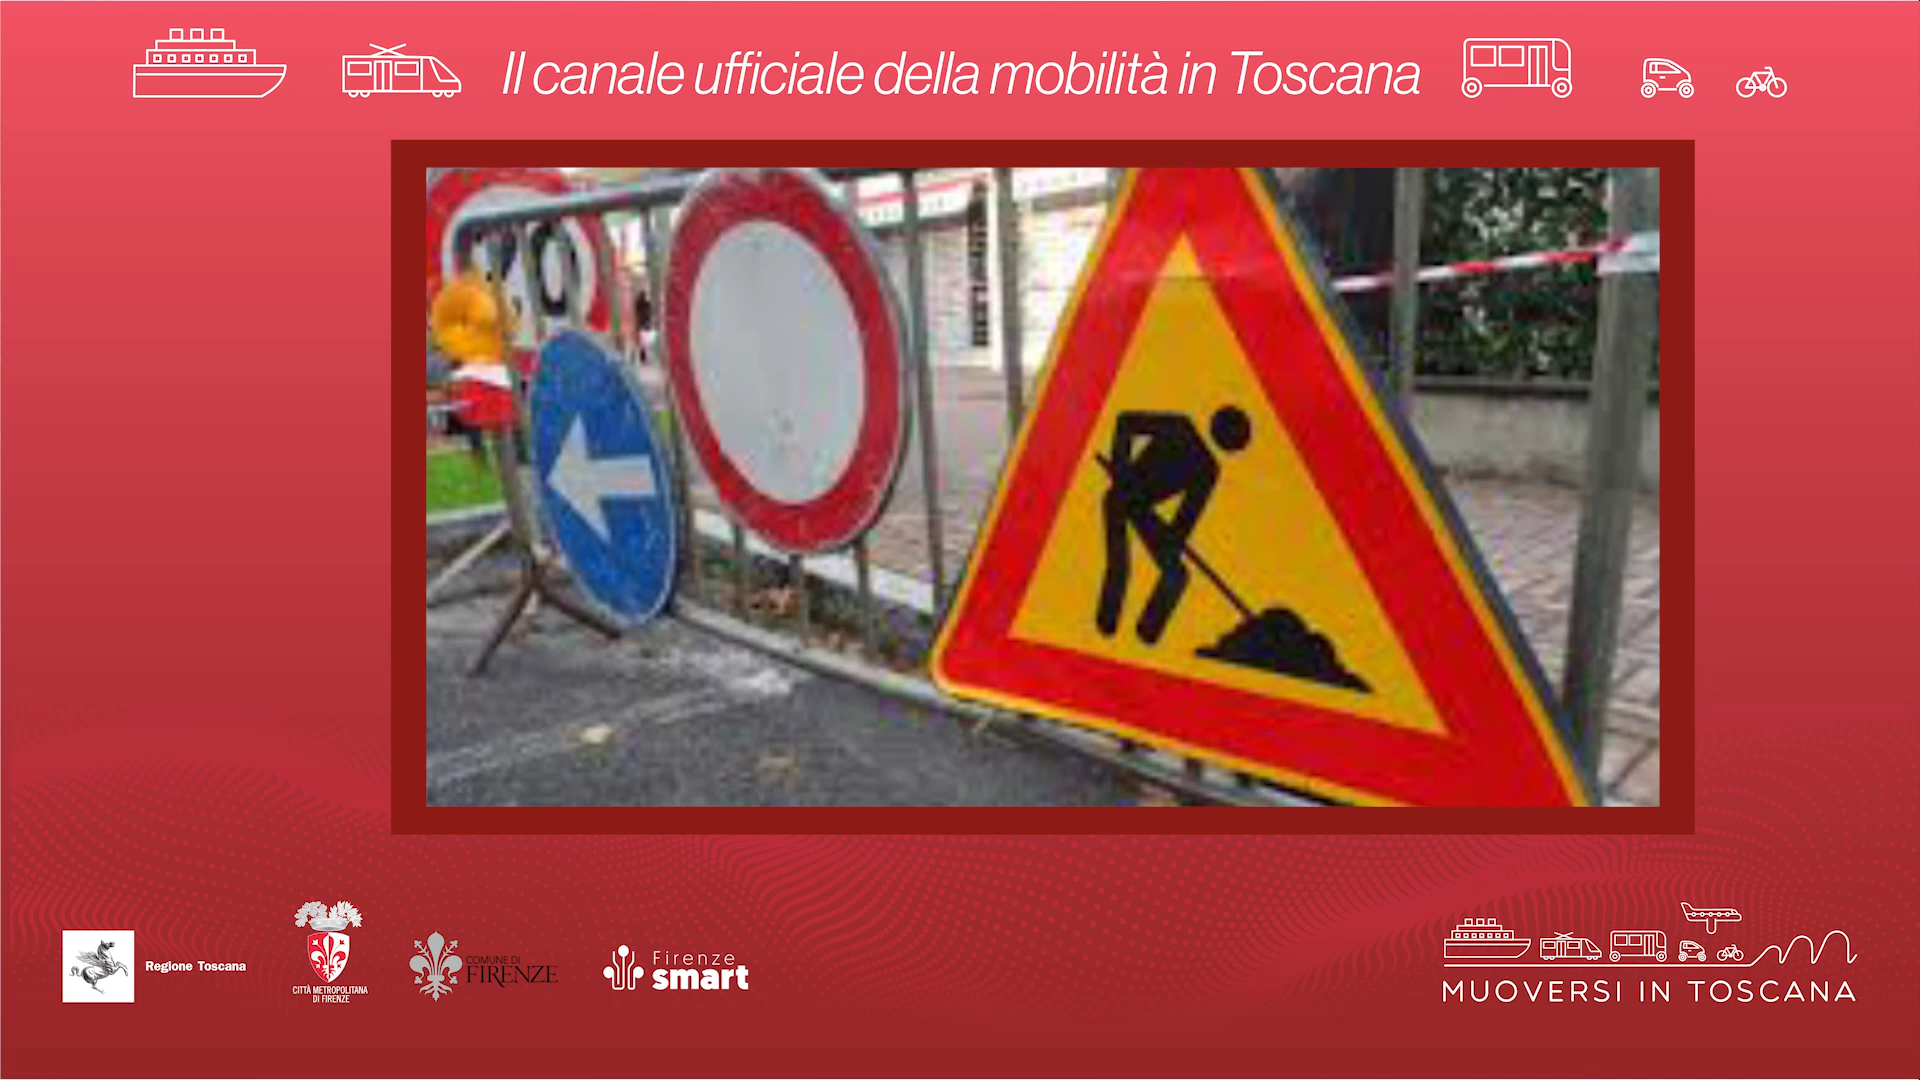 Il canale ufficiale della mobilità in Toscana
Regione Toscana
CITTÀ METROPOLITANA
DI FIRENZE
COMUNE DI
FIRENZE
Firenze
smart
MUOVERSI IN TOSCANA